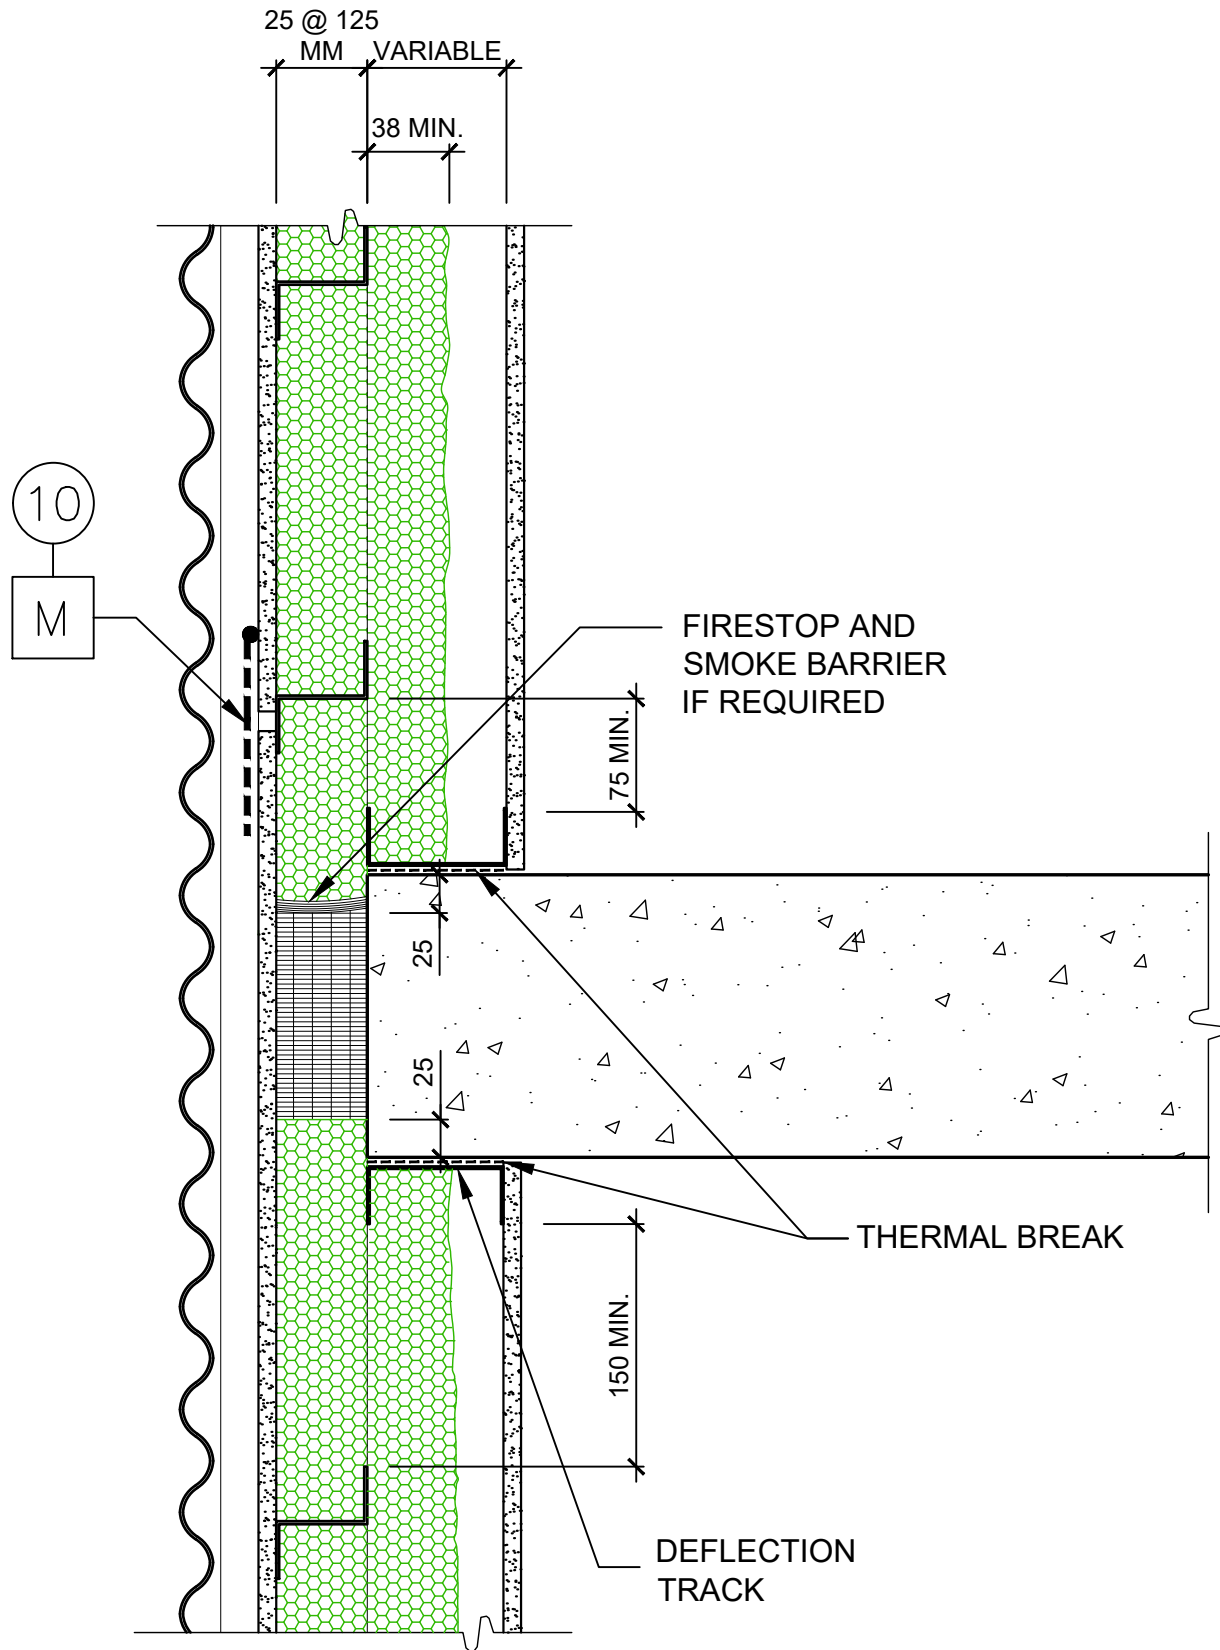 25 @ 125
MM
VARIABLE
38 MIN.
10
M
FIRESTOP AND
SMOKE BARRIER
IF REQUIRED
75 MIN.
25
25
THERMAL BREAK
150 MIN.
DEFLECTION
TRACK